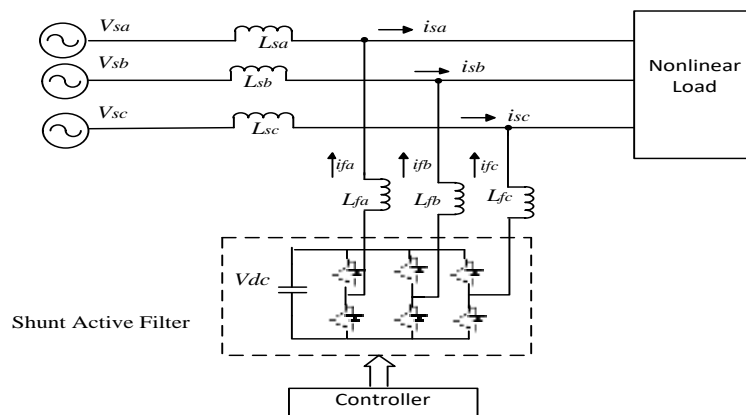 Vsa
isa
Lsa
Vsb
isb
Lsb
Nonlinear
Load
Vsc
isc
Lsc
ifa
ifb
ifc
Lfa
Lfb
Lfc
Vdc
Shunt Active Filter
Controller